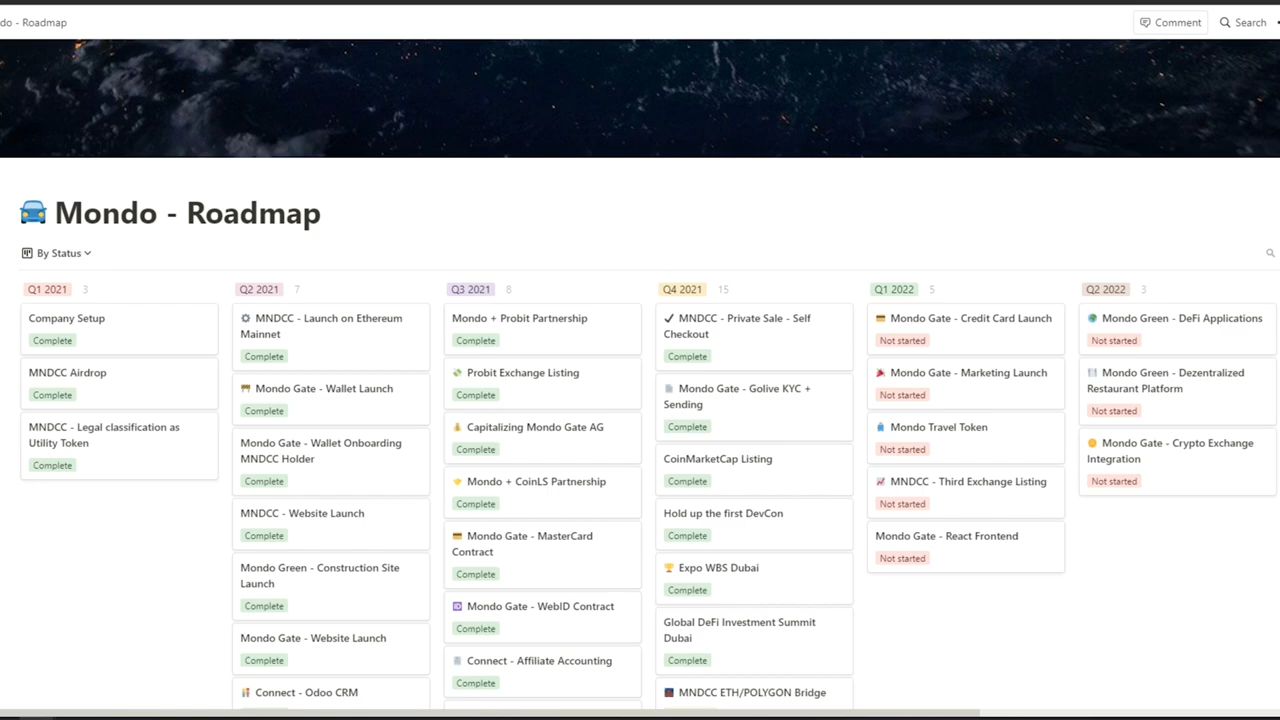 do - Roadmap
Comment
Search
Mondo - Roadmap
By Status
Q1 2021 3
Company Setup
Complete
MNDCC Airdrop
Complete
MNDCC - Legal classification as
Utility Token
Complete
Q2 2021 7
MNDCC - Launch on Ethereum
Mainnet
Complete
Mondo Gate - Wallet Launch
Complete
Mondo Gate - Wallet Onboarding
MNDCC Holder
Complete
MNDCC - Website Launch
Complete
Mondo Green - Construction Site
Launch
Complete
Mondo Gate - Website Launch
Complete
Connect - Odoo CRM
Q3 2021 8
Mondo + Probit Partnership
Complete
Probit Exchange Listing
Complete
Capitalizing Mondo Gate AG
Complete
Mondo + CoinLS Partnership
Complete
Mondo Gate - MasterCard
Contract
Complete
Mondo Gate - WebID Contract
Complete
Connect - Affiliate Accounting
Complete
Q4 2021 15
MNDCC - Private Sale - Self
Checkout
Complete
Mondo Gate - Golive KYC +
Sending
Complete
CoinMarketCap Listing
Complete
Hold up the first DevCon
Complete
Expo WBS Dubai
Complete
Global DeFi Investment Summit
Dubai
Complete
MNDCC ETH/POLYGON Bridge
Q1 2022 5
Mondo Gate - Credit Card Launch
Not started
Mondo Gate - Marketing Launch
Not started
Mondo Travel Token
Not started
MNDCC - Third Exchange Listing
Not started
Mondo Gate - React Frontend
Not started
Q2 2022 3
Mondo Green - DeFi Applications
Not started
Mondo Green - Dezentralized
Restaurant Platform
Not started
Mondo Gate - Crypto Exchange
Integration
Not started